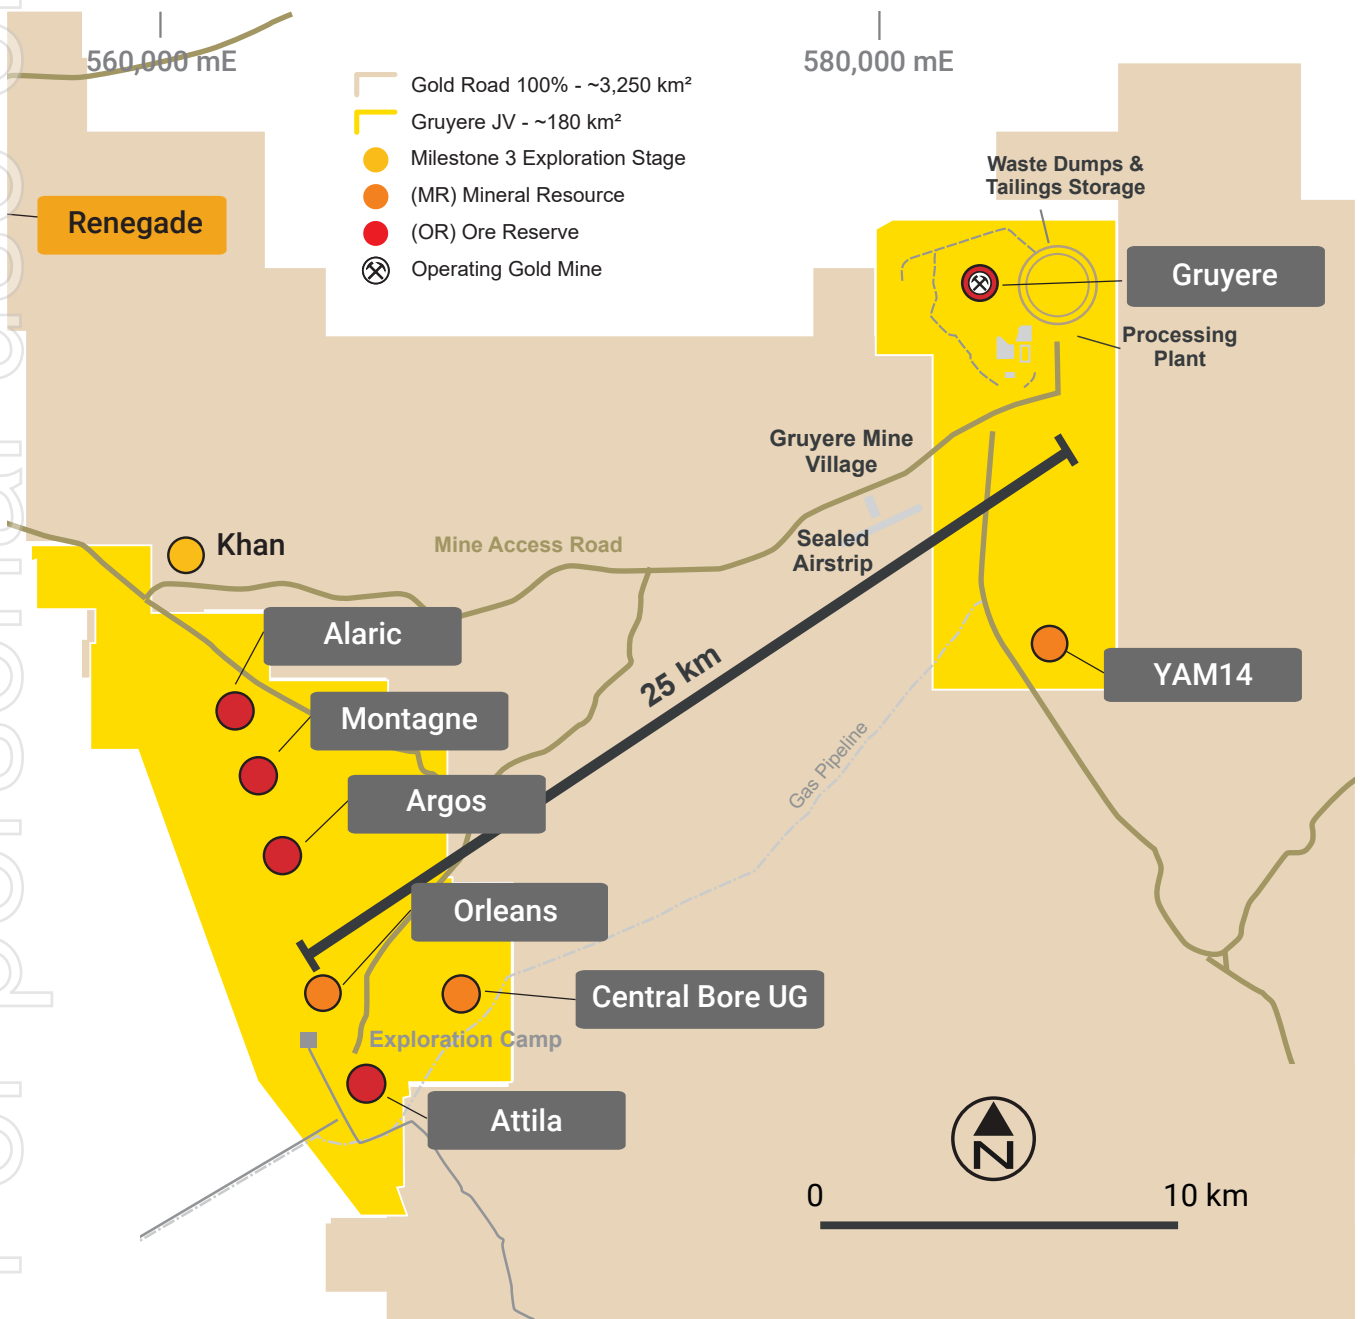 560,000 mE
580,000 mE
Gold Road 100% - ~3,250 km²
Gruyere JV - ~180 km²
Milestone 3 Exploration Stage
(MR) Mineral Resource
(OR) Ore Reserve
Operating Gold Mine
Waste Dumps &
Tailings Storage
Renegade
Gruyere
Processing
Plant
Gruyere Mine
Village
Sealed
Airstrip
Mine Access Road
Khan
Alaric
25 km
YAM14
Montagne
Gas Pipeline
Argos
Orleans
Central Bore UG
Exploration Camp
Attila
N
0
10 km